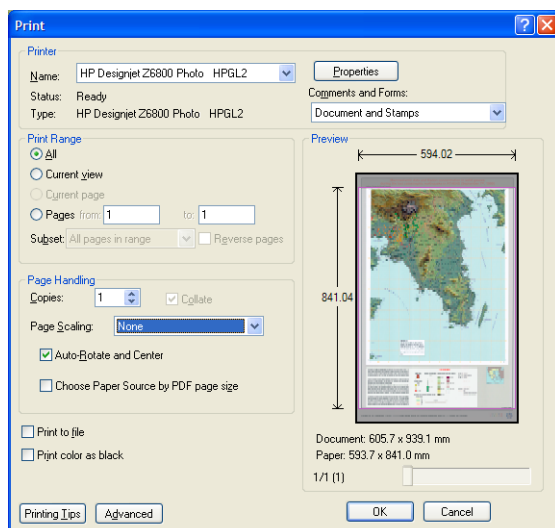 Print
Printer
Name: HP Designjet Z6800 Photo HPGL2
Properties
Status: Ready
Comments and Forms:
Type: HP Designjet Z6800 Photo HPGL2
Document and Stamps
Print Range
All
Current view
Current page
Pages from: 1 to: 1
Subset: All pages in range Reverse pages
Preview
594.02
841.04
Page Handling
Copies: 1 Collate
Page Scaling: None
Auto-Rotate and Center
Choose Paper Source by PDF page size
Print to file
Print color as black
Document: 605.7 x 939.1 mm
Paper: 593.7 x 841.0 mm
1/1 (1)
Printing Tips Advanced OK Cancel